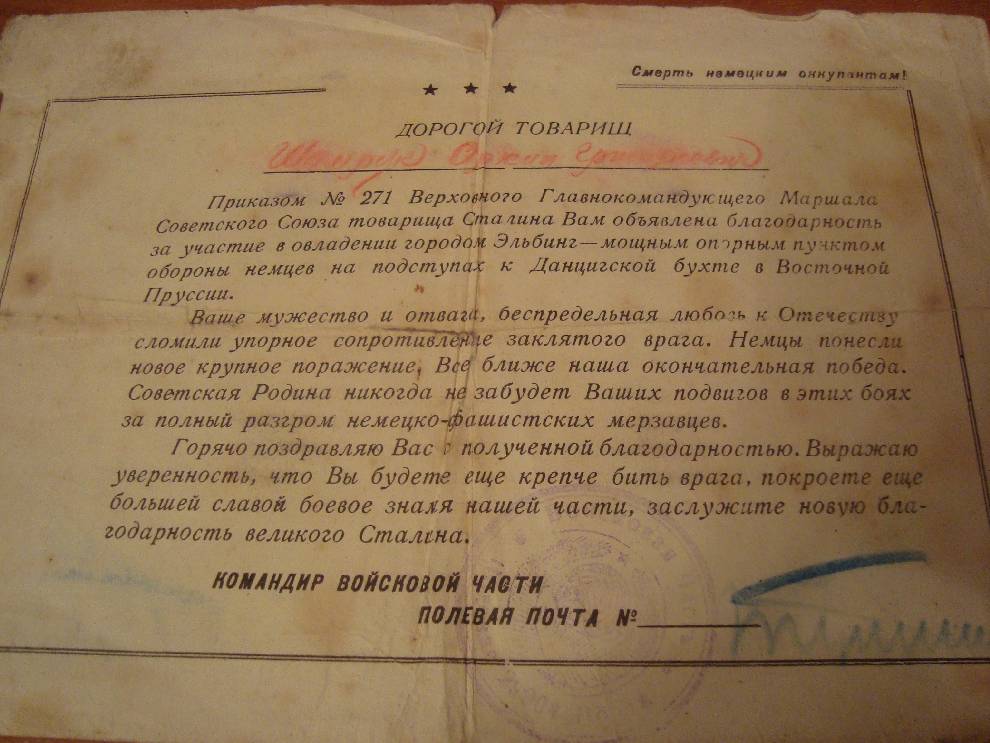 Смерть немецким оккупантам!
ДОРОГОЙ ТОВАРИЩ
Шамрук
Приказом № 271 Верховного Главнокомандующего Маршала
Советского Союза товарища Сталина Вам объявлена благодарность
за участие в овладении городом Эльбинг—мощным опорным пунктом
обороны немцев на подступах к Данцигской бухте в Восточной
Пруссии.
Ваше мужество и отвага, беспредельная любовь к Отечеству
сломили упорное сопротивление заклятого врага. Немцы понесли
новое крупное поражение. Все ближе наша окончательная победа.
Советская Родина никогда не забудет Ваших подвигов в этих боях
за полный разгром немецко-фашистских мерзавцев.
Горячо поздравляю Вас с полученной благодарностью. Выражаю
уверенность, что Вы будете еще крепче бить врага, покроете еще
большей славой боевое знамя нашей части, заслужите новую бла-
годарность великого Сталина.
КОМАНДИР ВОЙСКОВОЙ ЧАСТИ
ПОЛЕВАЯ ПОЧТА №